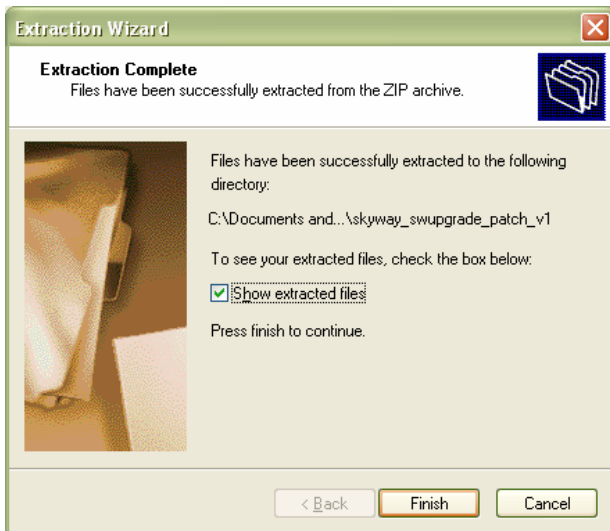 Extraction Wizard
Extraction Complete
Files have been successfully extracted from the ZIP archive.
Files have been successfully extracted to the following
directory:
C:\Documents and...\skyway_swupgrade_patch_v1
To see your extracted files, check the box below:
Show extracted files
Press finish to continue.
< Back
Finish
Cancel